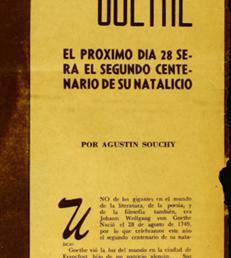 GOETHE
EL PROXIMO DIA 28 SE-
RA EL SEGUNDO CENTE-
NARIO DE SU NATALICIO
POR AGUSTIN SOUCHY
UNO de los gigantes en el mundo
de la literatura, de la poesía, y
de la filosofía también, era
Johann Wolfgang von Goethe
Nació el 28 de agosto de 1749,
por lo que celebramos este año
el segundo centenario de su nata-
licio
Goethe vió la luz del mundo en la ciudad de
Francfort, hijo de un patricio alemán. Sus